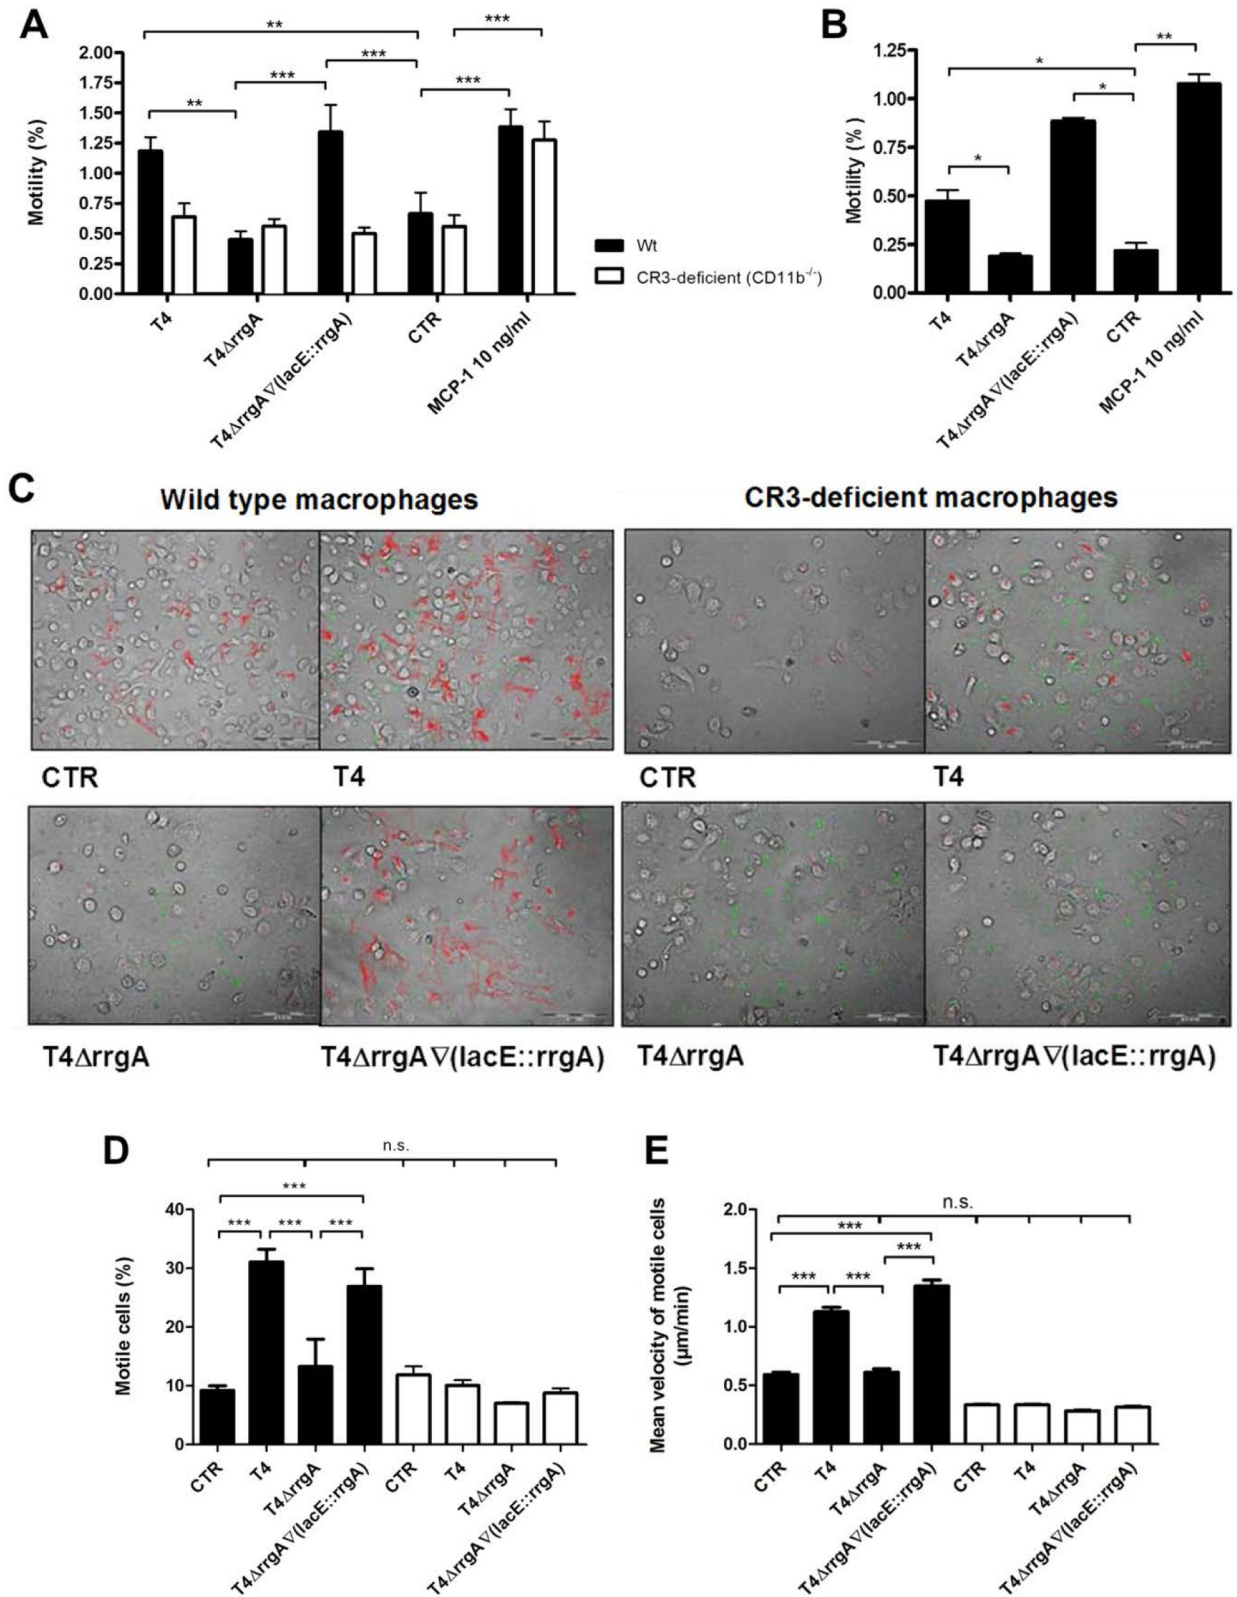 A
**
***
***
***
**
***
2.00
1.75
1.50
1.25
1.00
0.75
0.50
0.25
0.00
Motility (%)
T4
T4ΔrrgA
T4ΔrrgA∇(lacE::rrgA)
CTR
MCP-1 10 ng/ml
Wt
CR3-deficient (CD11b-/-)
B
**
*
*
*
1.25
1.00
0.75
0.50
0.25
0.00
Motility (% )
T4
T4ΔrrgA
T4ΔrrgA∇(lacE::rrgA)
CTR
MCP-1 10 ng/ml
C
Wild type macrophages
CR3-deficient macrophages
CTR
T4
CTR
T4
T4ΔrrgA
T4ΔrrgA∇(lacE::rrgA)
T4ΔrrgA
T4ΔrrgA∇(lacE::rrgA)
D
n.s.
***
*** *** ***
40
30
20
10
0
Motile cells (%)
CTR
T4
T4ΔrrgA
T4ΔrrgA∇(lacE::rrgA)
CTR
T4
T4ΔrrgA
T4ΔrrgA∇(lacE::rrgA)
E
n.s.
***
***
*** ***
2.0
1.5
1.0
0.5
0.0
Mean velocity of motile cells
(µm/min)
CTR
T4
T4ΔrrgA
T4ΔrrgA∇(lacE::rrgA)
CTR
T4
T4ΔrrgA
T4ΔrrgA∇(lacE::rrgA)